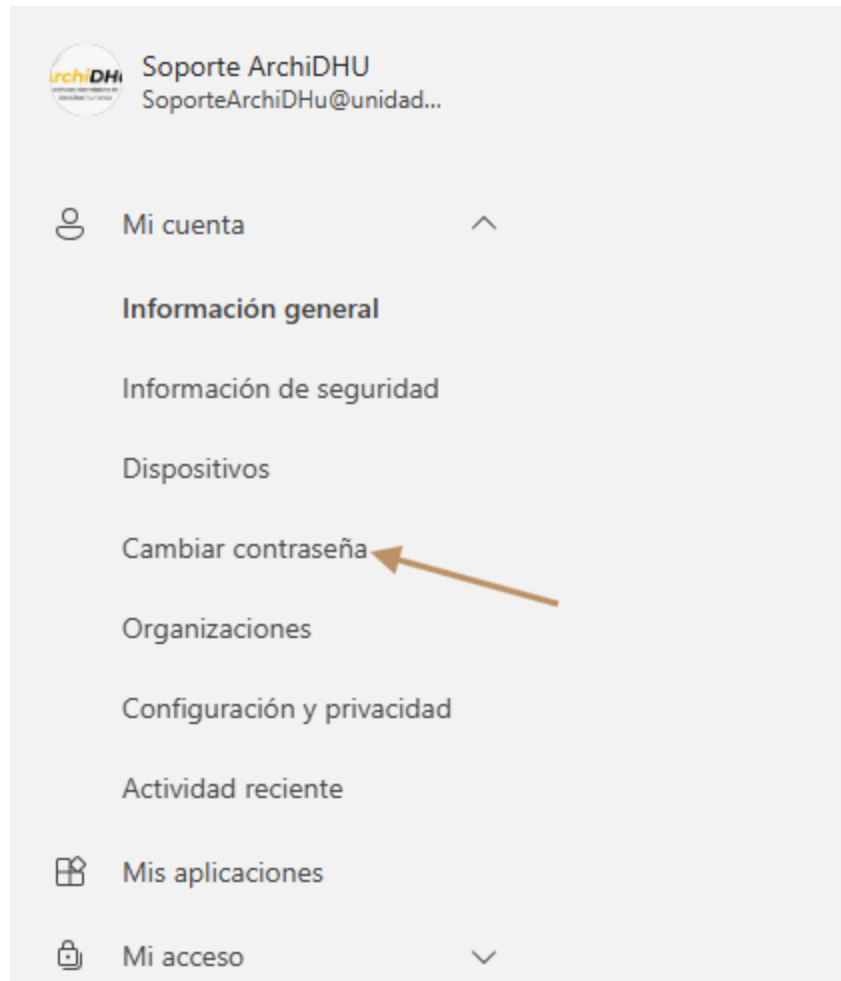 ArchiDHU
Soporte ArchiDHU
SoporteArchiDHu@unidad...
Mi cuenta
Información general
Información de seguridad
Dispositivos
Cambiar contraseña
Organizaciones
Configuración y privacidad
Actividad reciente
Mis aplicaciones
Mi acceso